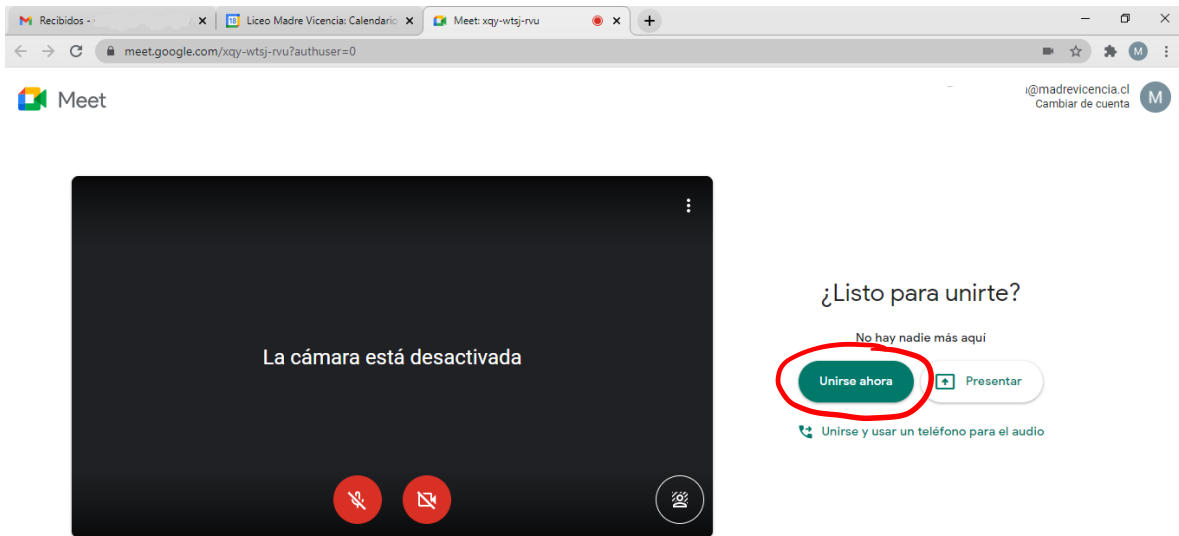 Recibidos -
Liceo Madre Vicencia: Calendario
Meet: xqy-wtsj-rvu
meet.google.com/xqy-wtsj-rvu?authuser=0
M
Meet
@madrevicencia.cl
Cambiar de cuenta
M
¿Listo para unirte?
No hay nadie más aquí
La cámara está desactivada
Unirse ahora
Presentar
Unirse y usar un teléfono para el audio